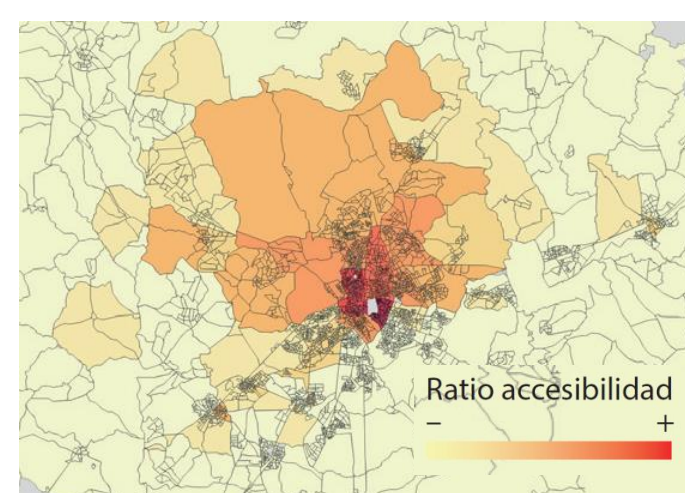 Ratio accesibilidad
– +